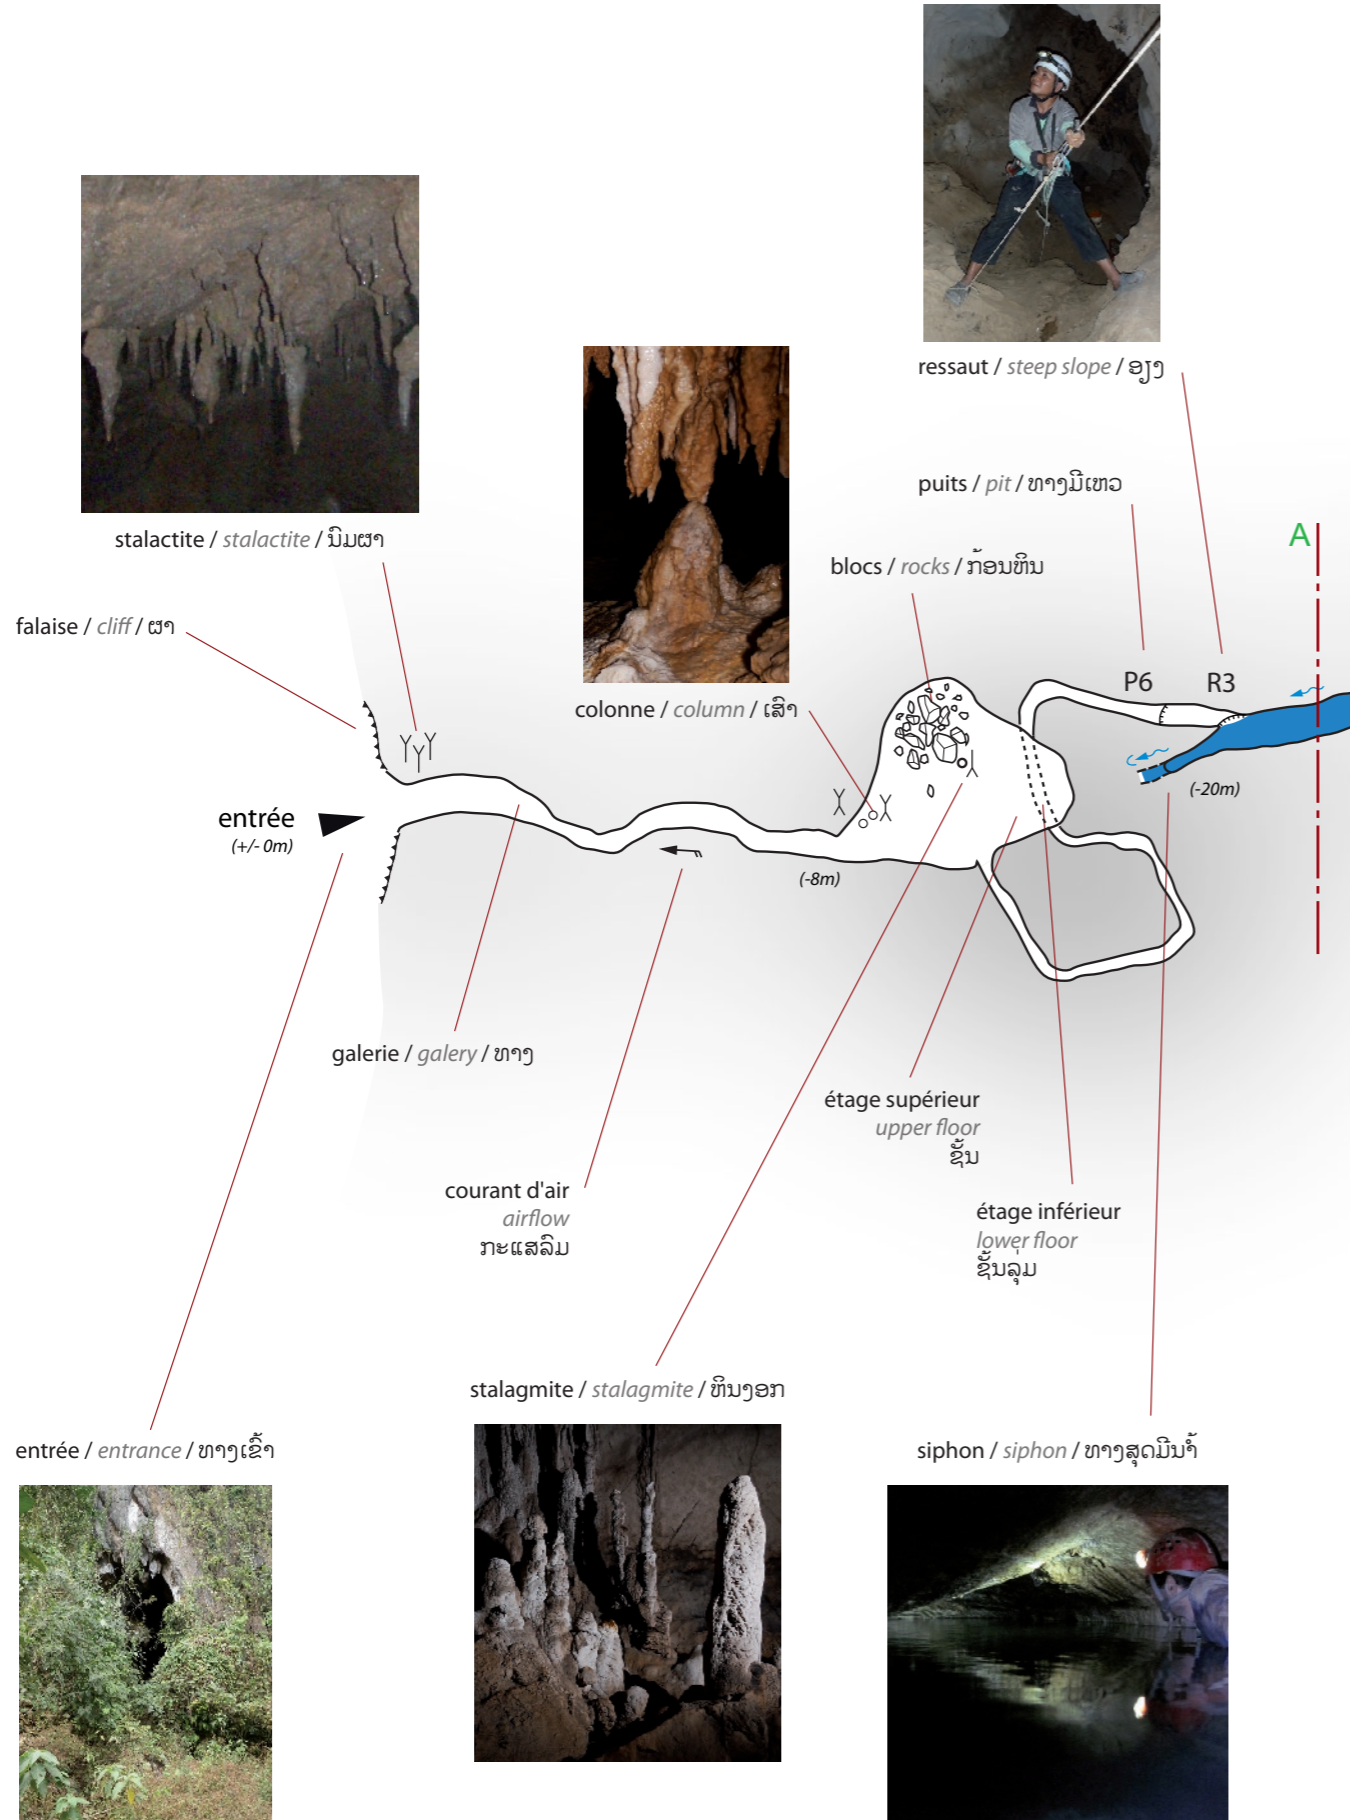 ressaut / steep slope / ອຽງ
puits / pit / ທາງມີເຫວ
A
stalactite / stalactite / ນົມຜາ
blocs / rocks / ກ້ອນຫີນ
falaise / cliff / ຜາ
P6
R3
colonne / column / ເສົາ
entrée
(+/- 0m)
(-20m)
(-8m)
galerie / galery / ທາງ
étage supérieur
upper floor
ຊັ້ນ
courant d'air
airflow
ກະແສລົມ
étage inférieur
lower floor
ຊັ້ນລຸ່ມ
stalagmite / stalagmite / ຫິນງອກ
entrée / entrance / ທາງເຂົ້າ
siphon / siphon / ທາງສຸດມີນ້ຳ